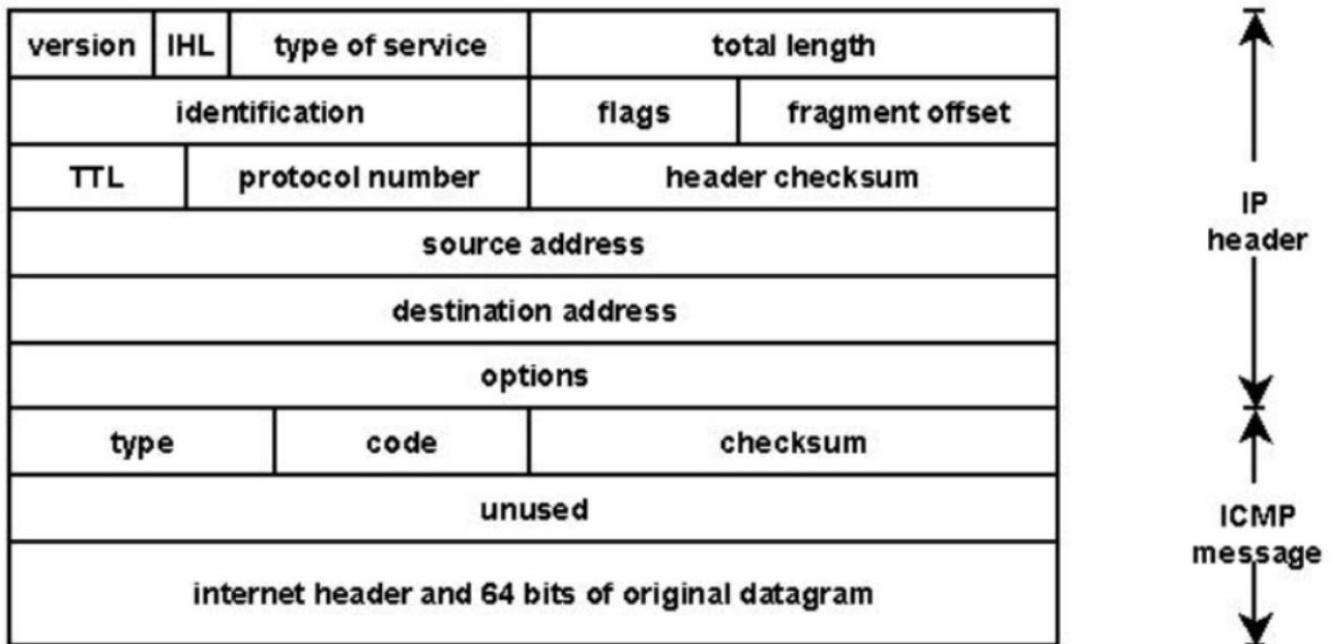 version IHL type of service total length
identification flags fragment offset
TTL protocol number header checksum
source address
destination address
options
type code checksum
unused
internet header and 64 bits of original datagram
IP
header
ICMP
message